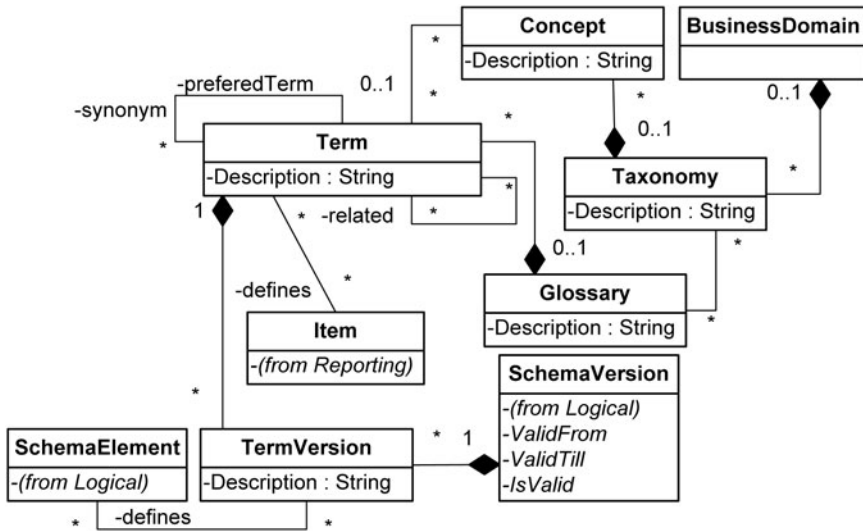 Concept
-Description : String
BusinessDomain
*
*
0..1
*
0..1
-preferedTerm
0..1
-synonym
*
*
Term
-Description : String
*
-related
*
*
Taxonomy
-Description : String
*
1
*
*
0..1
*
-defines
Glossary
-Description : String
*
Item
-(from Reporting)
SchemaVersion
-(from Logical)
-ValidFrom
-ValidTill
-IsValid
*
SchemaElement
-(from Logical)
TermVersion
-Description : String
*
1
*
-defines
*